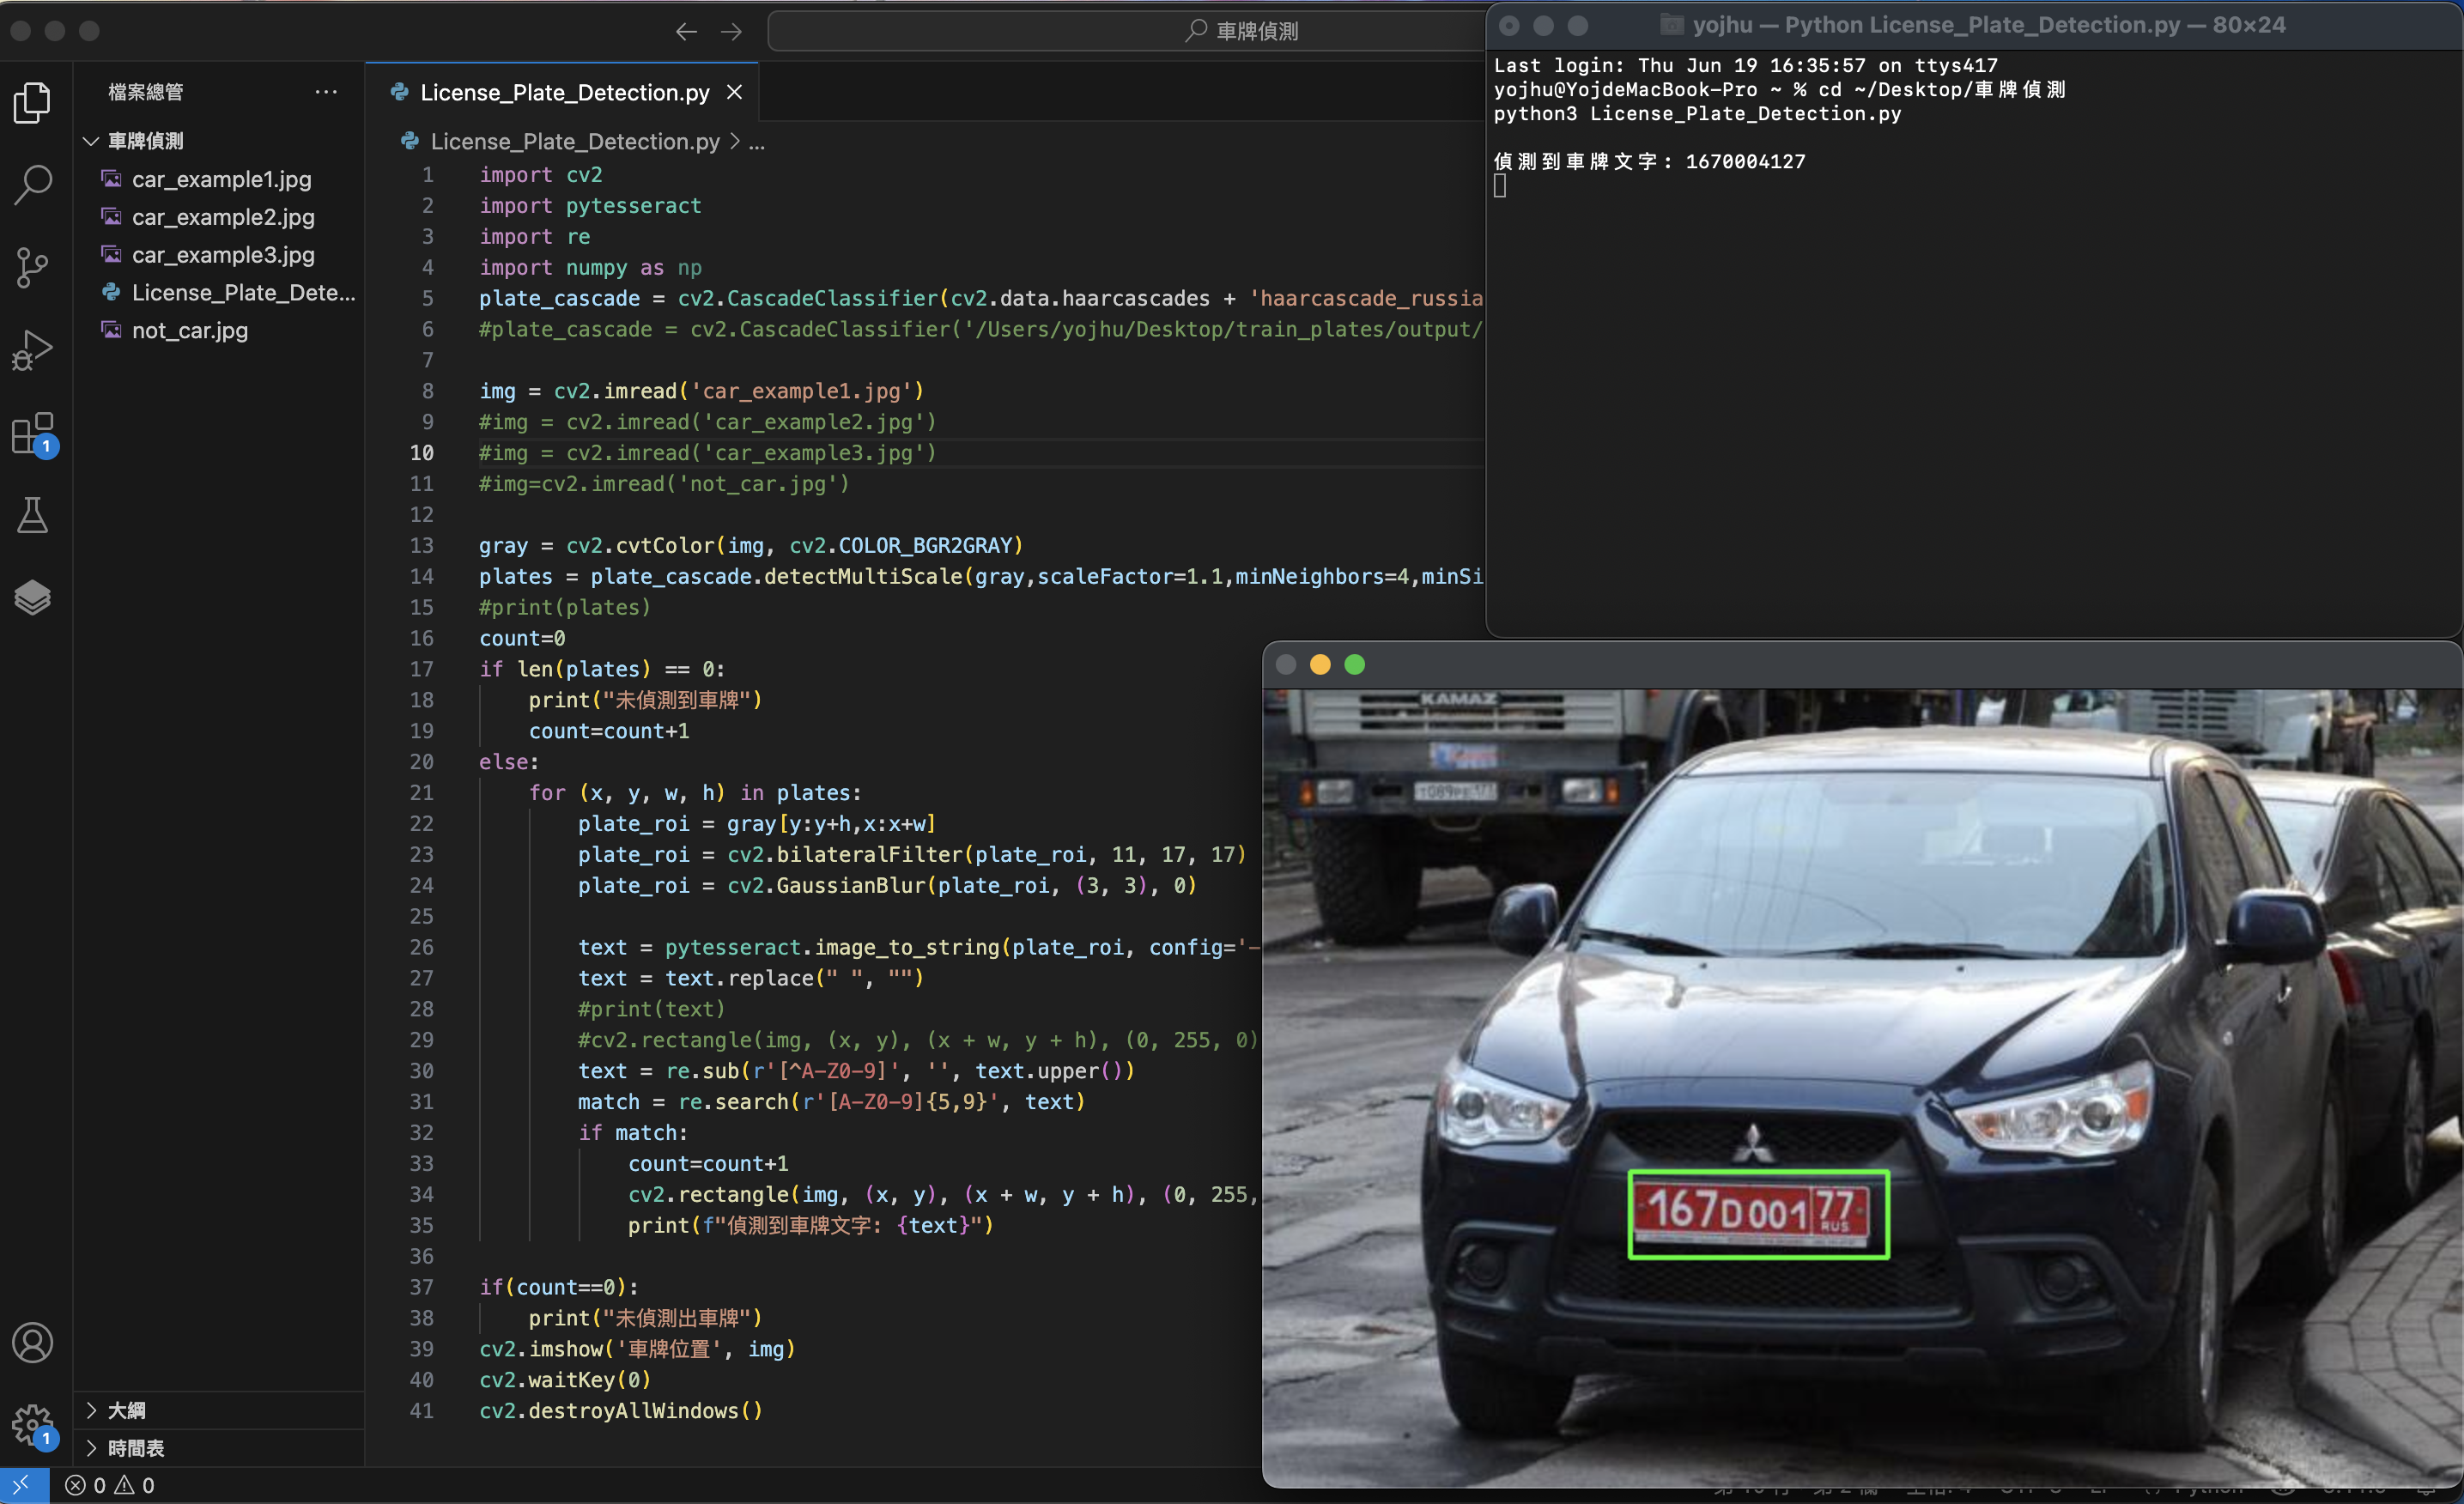 車牌偵測
檔案總管
車牌偵測
car_example1.jpg
car_example2.jpg
car_example3.jpg
License_Plate_Dete...
not_car.jpg
大綱
時間表
1
1
0 0
License_Plate_Detection.py
License_Plate_Detection.py > ...
1 import cv2
2 import pytesseract
3 import re
4 import numpy as np
5 plate_cascade = cv2.CascadeClassifier(cv2.data.haarcascades + 'haarcascade_russia
6 #plate_cascade = cv2.CascadeClassifier('/Users/yojhu/Desktop/train_plates/output/
7
8 img = cv2.imread('car_example1.jpg')
9 #img = cv2.imread('car_example2.jpg')
10 #img = cv2.imread('car_example3.jpg')
11 #img=cv2.imread('not_car.jpg')
12
13 gray = cv2.cvtColor(img, cv2.COLOR_BGR2GRAY)
14 plates = plate_cascade.detectMultiScale(gray,scaleFactor=1.1,minNeighbors=4,minSi
15 #print(plates)
16 count=0
17 if len(plates) == 0:
18 print("未偵測到車牌")
19 count=count+1
20 else:
21 for (x, y, w, h) in plates:
22 plate_roi = gray[y:y+h,x:x+w]
23 plate_roi = cv2.bilateralFilter(plate_roi, 11, 17, 17)
24 plate_roi = cv2.GaussianBlur(plate_roi, (3, 3), 0)
25
26 text = pytesseract.image_to_string(plate_roi, config='-
27 text = text.replace(" ", "")
28 #print(text)
29 #cv2.rectangle(img, (x, y), (x + w, y + h), (0, 255, 0)
30 text = re.sub(r'[^A-Z0-9]', '', text.upper())
31 match = re.search(r'[A-Z0-9]{5,9}', text)
32 if match:
33 count=count+1
34 cv2.rectangle(img, (x, y), (x + w, y + h), (0, 255,
35 print(f"偵測到車牌文字: {text}")
36
37 if(count==0):
38 print("未偵測出車牌")
39 cv2.imshow('車牌位置', img)
40 cv2.waitKey(0)
41 cv2.destroyAllWindows()
yojhu — Python License_Plate_Detection.py — 80×24
Last login: Thu Jun 19 16:35:57 on ttys417
yojhu@YojdeMacBook-Pro ~ % cd ~/Desktop/車牌偵測
python3 License_Plate_Detection.py
偵測到車牌文字: 1670004127
KAMAZ
167D001 77
RUS